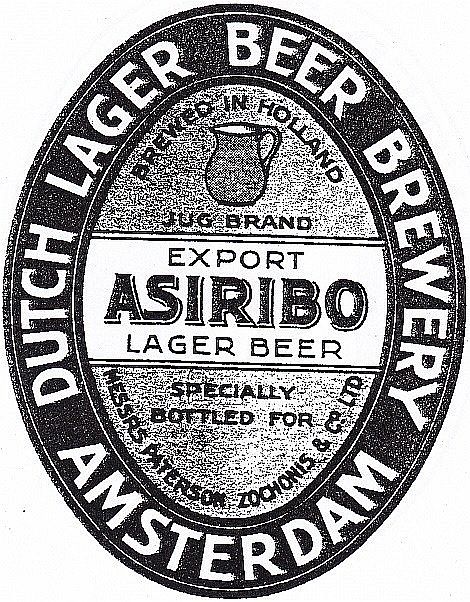 DUTCH LAGER BEER BREWERY
AMSTERDAM
BREWED IN HOLLAND
JUG BRAND
EXPORT
ASIRIBO
LAGER BEER
SPECIALLY
BOTTLED FOR
MESSRS PATERSON, ZOCHONIS & Co LTD